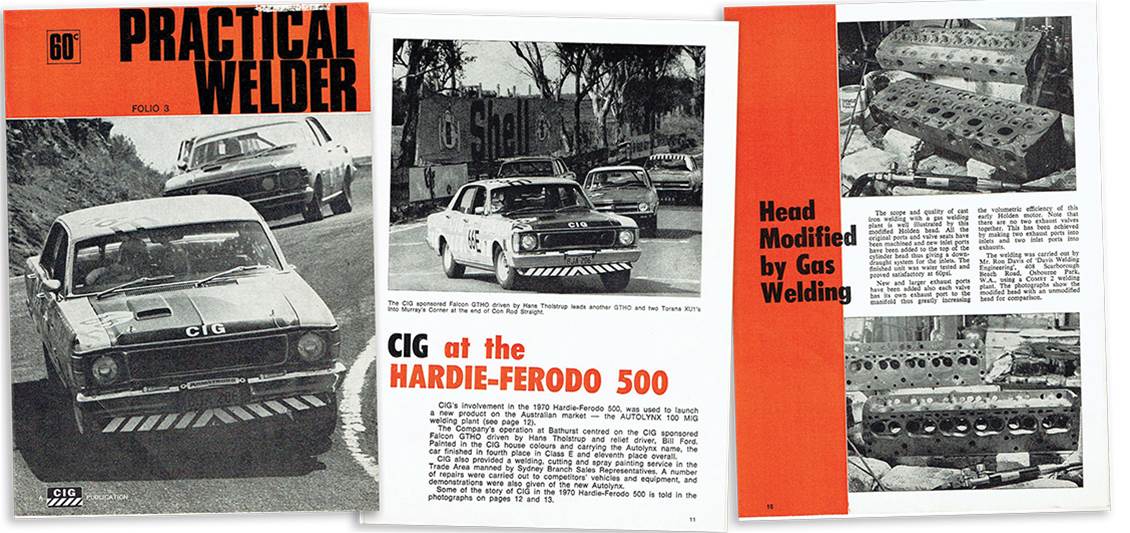 60c
PRACTICAL
WELDER
FOLIO 3
CIG
ARMSTRONG
A CIG PUBLICATION
Shell
CIG
66E
The CIG sponsored Falcon GTHO driven by Hans Tholstrup leads another GTHO and two Torana XU1's
into Murray's Corner at the end of Con Rod Straight.
CIG at the
HARDIE-FERODO 500
CIG's involvement in the 1970 Hardie-Ferodo 500, was used to launch
a new product on the Australian market — the AUTOLYNX 100 MIG
welding plant (see page 12).
The Company's operation at Bathurst centred on the CIG sponsored
Falcon GTHO driven by Hans Tholstrup and relief driver, Bill Ford.
Painted in the CIG house colours and carrying the Autolynx name, the
car finished in fourth place in Class E and eleventh place overall.
CIG also provided a welding, cutting and spray painting service in the
Trade Area manned by Sydney Branch Sales Representatives. A number
of repairs were carried out to competitors' vehicles and equipment, and
demonstrations were also given of the new Autolynx.
Some of the story of CIG in the 1970 Hardie-Ferodo 500 is told in the
photographs on pages 12 and 13.
11
Head
Modified
by Gas
Welding
The scope and quality of cast
iron welding with a gas welding
plant is well illustrated by this
modified Holden head. All the
original ports and valve seats have
been machined and new inlet ports
have been added to the top of the
cylinder head thus giving a down-
draught system for the inlets. The
finished unit was water tested and
proved satisfactory at 60psi.
New and larger exhaust ports
have been added also each valve
has its own exhaust port to the
manifold thus greatly increasing
the volumetric efficiency of this
early Holden motor. Note that
there are no two exhaust valves
together. This has been achieved
by making two exhaust ports into
inlets and two inlet ports into
exhausts.
The welding was carried out by
Mr. Ron Davis of 'Davis Welding
Engineering', 408 Scarborough
Beach Road, Osbourne Park,
W.A., using a COMET 2 welding
plant. The photographs show the
modified head with an unmodified
head for comparison.